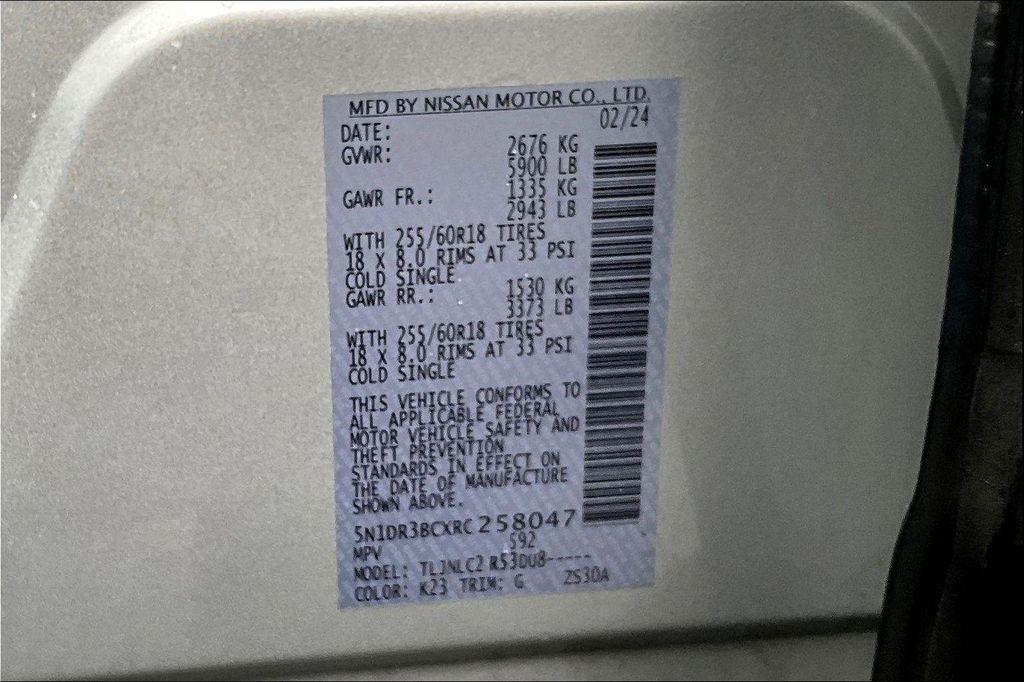 MFD BY NISSAN MOTOR CO., LTD.
DATE: 02/24
GVWR: 2676 KG
5900 LB
GAWR FR.: 1335 KG
2943 LB
WITH 255/60R18 TIRES
18 X 8.0 RIMS AT 33 PSI
COLD SINGLE
GAWR RR.: 1530 KG
3373 LB
WITH 255/60R18 TIRES
18 X 8.0 RIMS AT 33 PSI
COLD SINGLE
THIS VEHICLE CONFORMS TO
ALL APPLICABLE FEDERAL
MOTOR VEHICLE SAFETY AND
THEFT PREVENTION
STANDARDS IN EFFECT ON
THE DATE OF MANUFACTURE
SHOWN ABOVE.
5N1DR3BCXRC 258047
MPV 592
MODEL: TLJNLC2 R53DU8-----
COLOR: K23 TRIM: G ZS30A